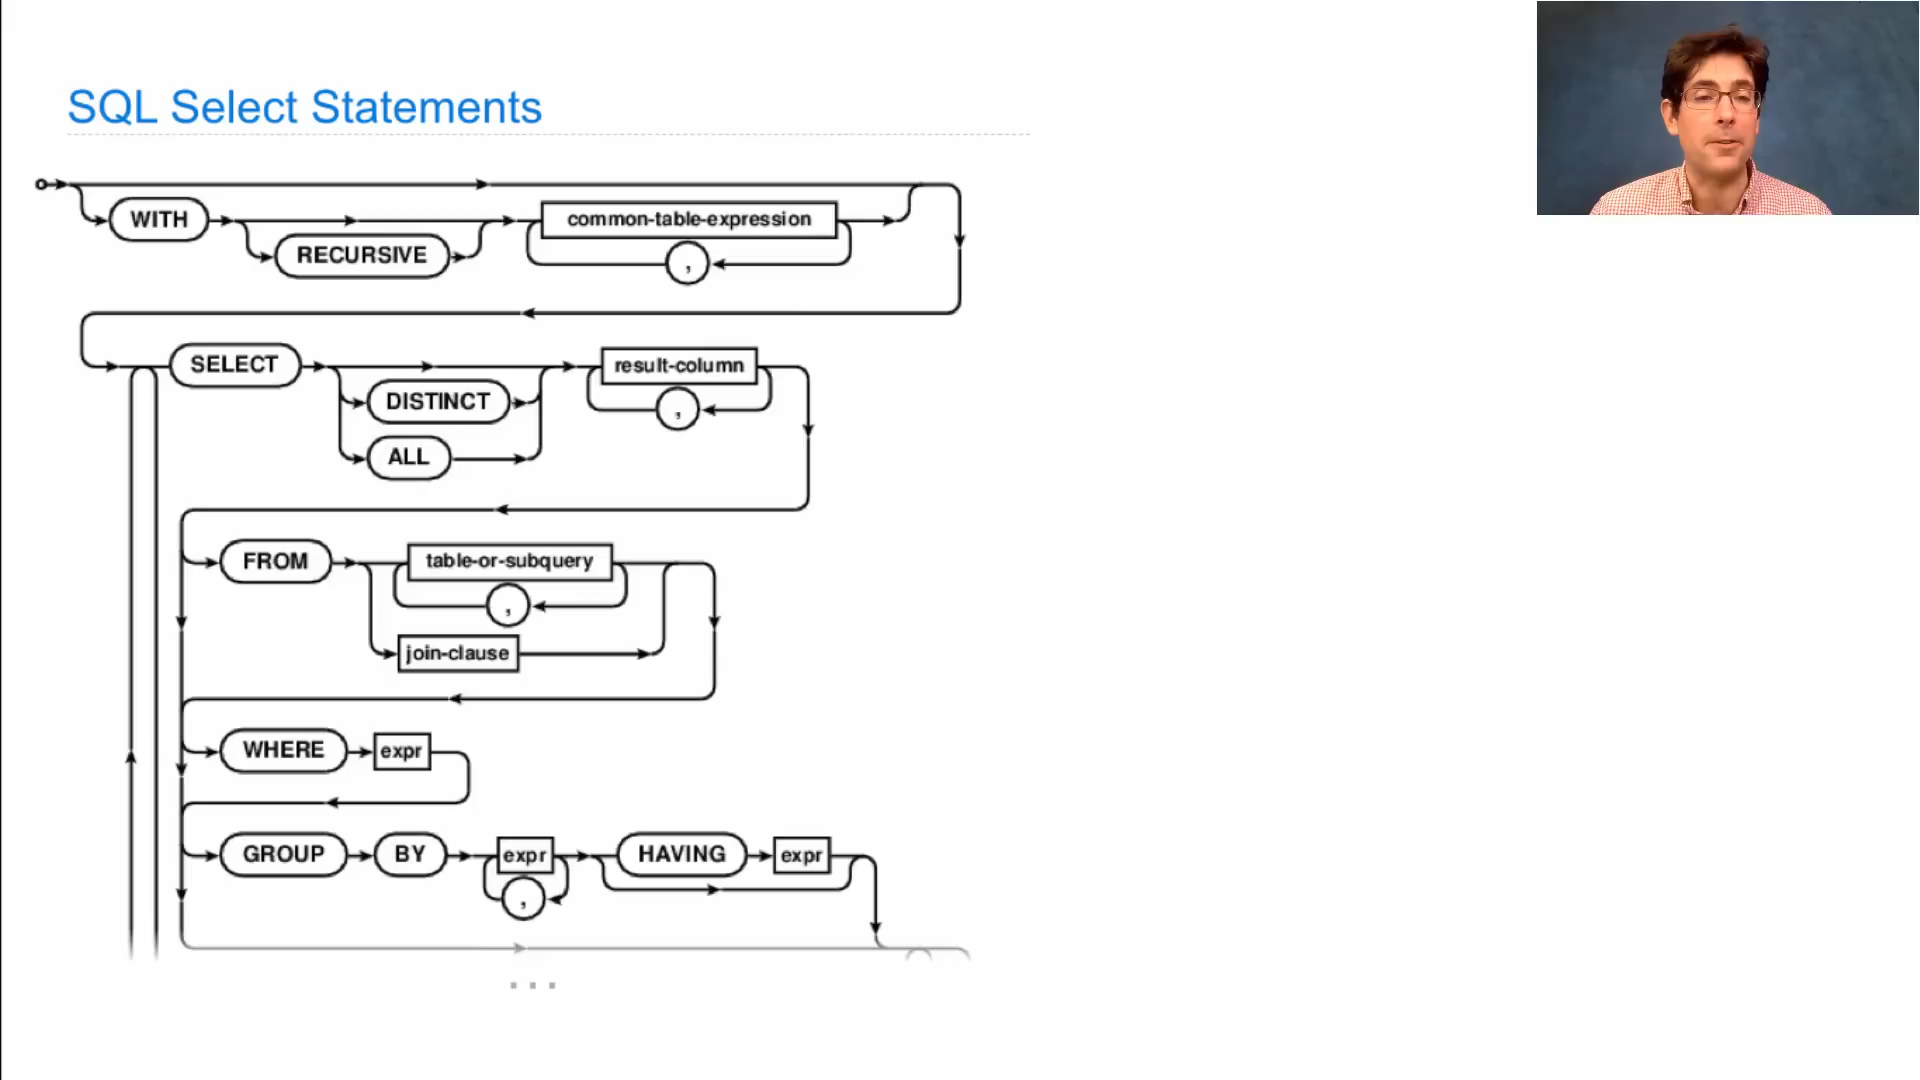 SQL Select Statements
WITH
RECURSIVE
common-table-expression
,
SELECT
DISTINCT
ALL
result-column
,
FROM
table-or-subquery
,
join-clause
WHERE expr
GROUP BY expr HAVING expr
,
...